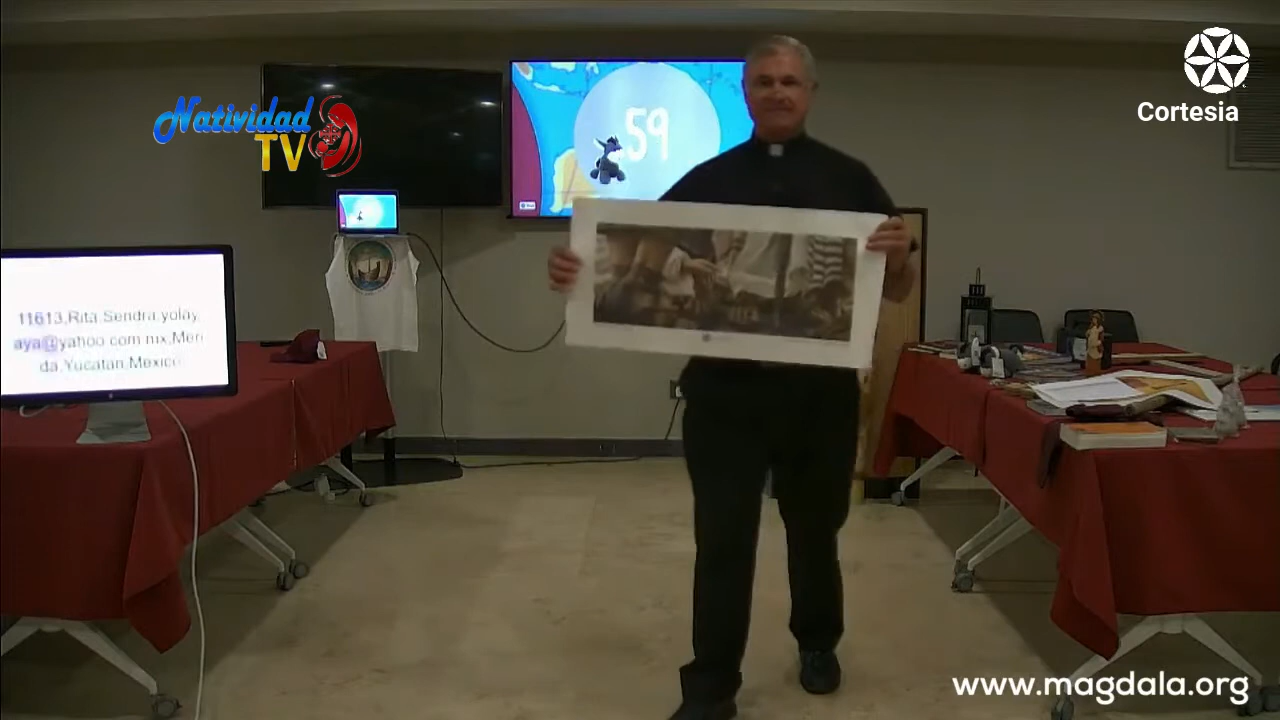 Natividad
TV
Cortesia
59
11613,Rita.Sendra.yolay
aya@yahoo.com.mx,Meri
da,Yucatan,Mexico
www.magdala.org